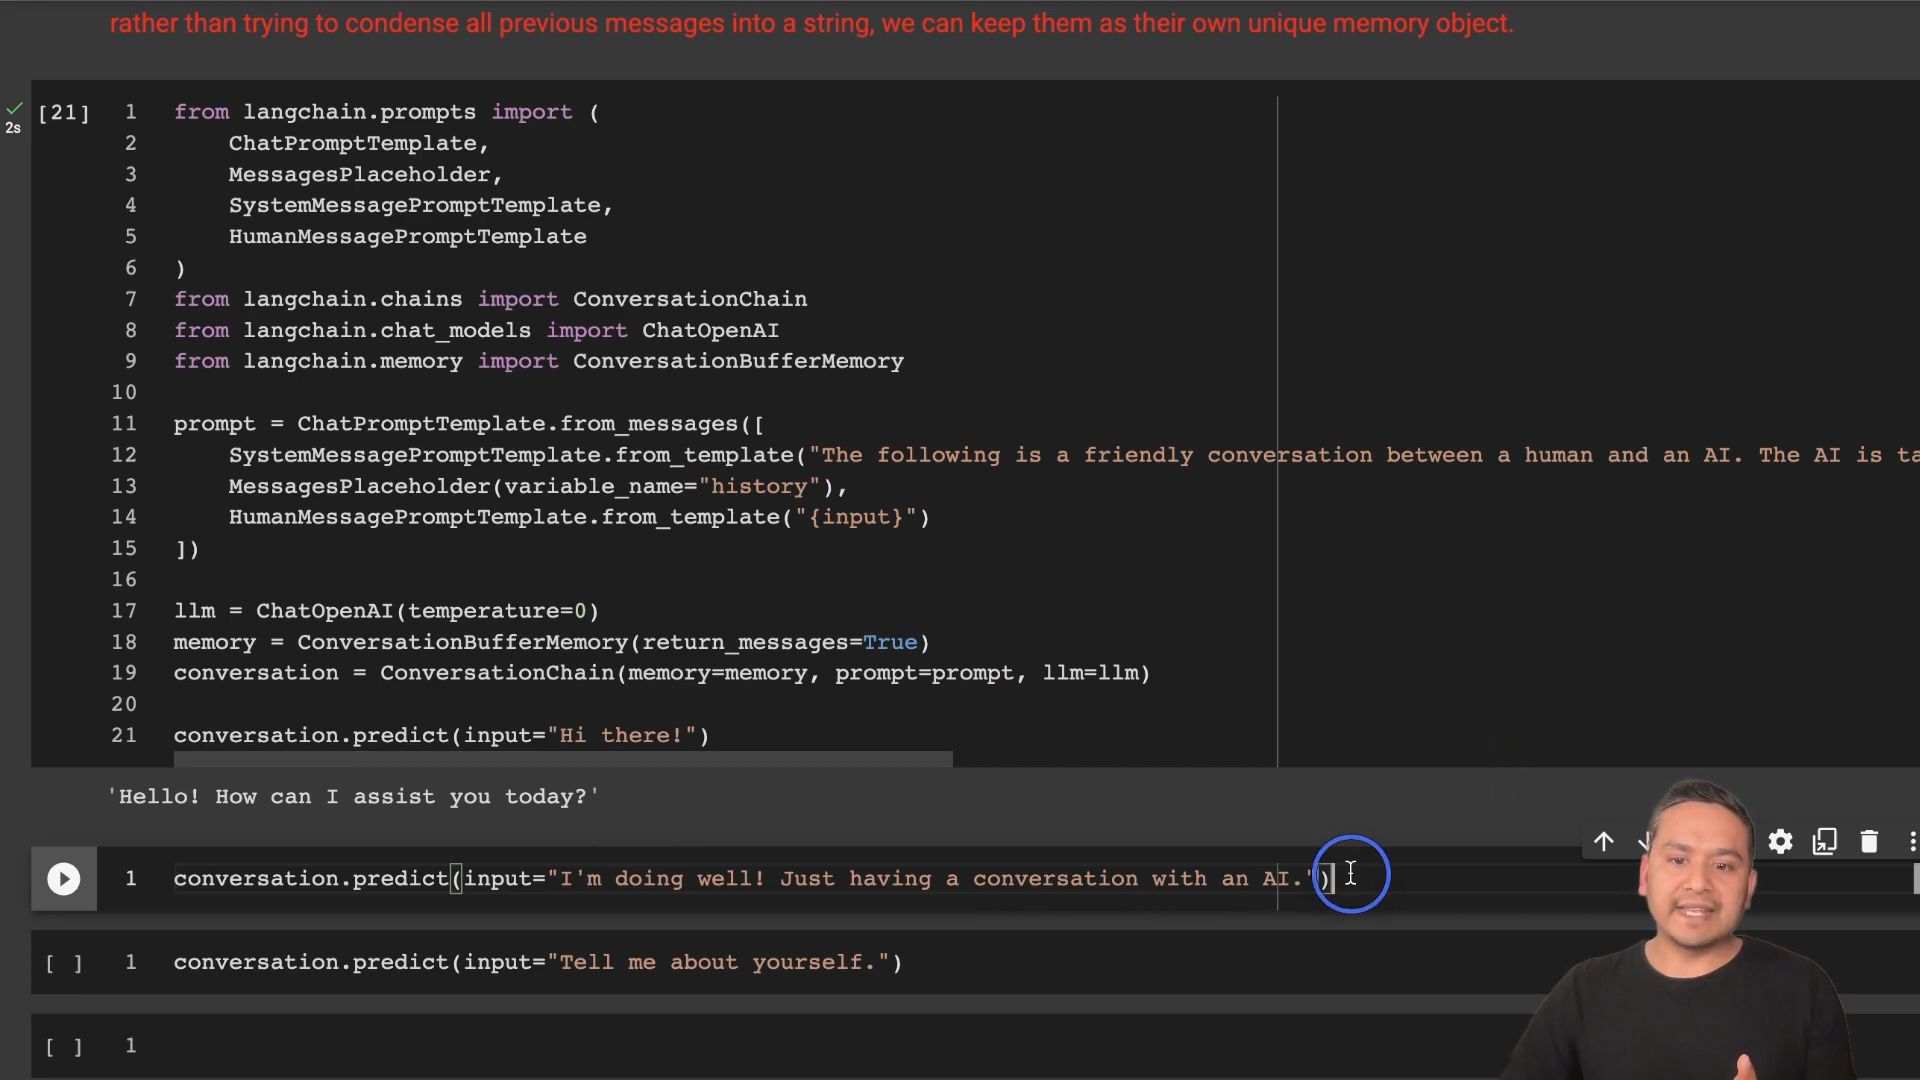 rather than trying to condense all previous messages into a string, we can keep them as their own unique memory object.
2s
[21]
1 from langchain.prompts import (
2     ChatPromptTemplate,
3     MessagesPlaceholder,
4     SystemMessagePromptTemplate,
5     HumanMessagePromptTemplate
6 )
7 from langchain.chains import ConversationChain
8 from langchain.chat_models import ChatOpenAI
9 from langchain.memory import ConversationBufferMemory
10
11 prompt = ChatPromptTemplate.from_messages([
12     SystemMessagePromptTemplate.from_template("The following is a friendly conversation between a human and an AI. The AI is ta
13     MessagesPlaceholder(variable_name="history"),
14     HumanMessagePromptTemplate.from_template("{input}")
15 ])
16
17 llm = ChatOpenAI(temperature=0)
18 memory = ConversationBufferMemory(return_messages=True)
19 conversation = ConversationChain(memory=memory, prompt=prompt, llm=llm)
20
21 conversation.predict(input="Hi there!")
'Hello! How can I assist you today?'
1 conversation.predict(input="I'm doing well! Just having a conversation with an AI.")
[ ] 1 conversation.predict(input="Tell me about yourself.")
[ ] 1